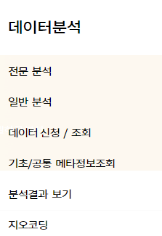 데이터분석
전문 분석
일반 분석
데이터 신청 / 조회
기초/공통 메타정보조회
분석결과 보기
지오코딩